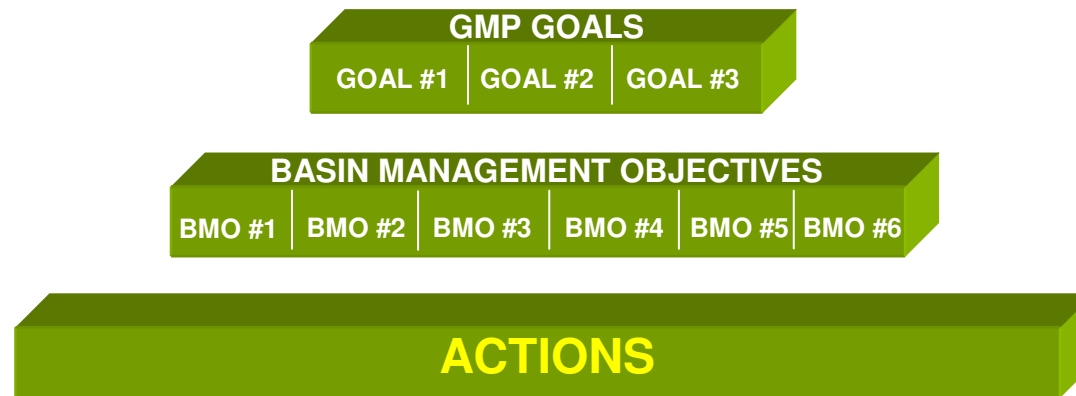 GMP GOALS
GOAL #1 GOAL #2 GOAL #3
BASIN MANAGEMENT OBJECTIVES
BMO #1 BMO #2 BMO #3 BMO #4 BMO #5 BMO #6
ACTIONS